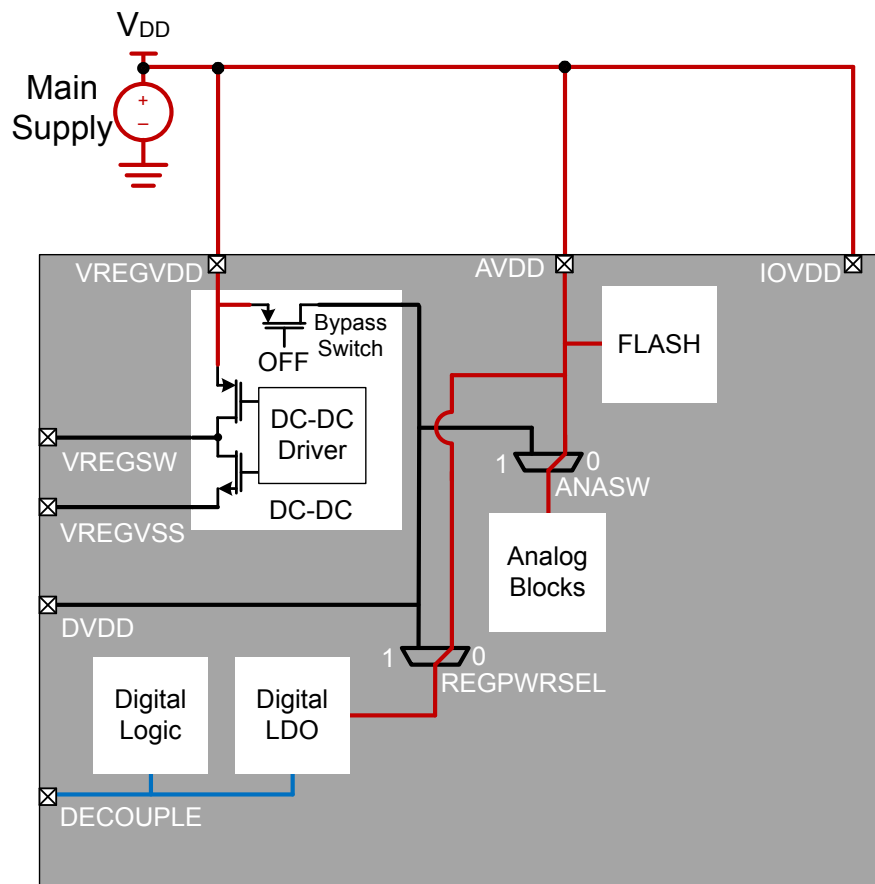 VDD
Main
Supply
+
–
VREGVDD
AVDD
IOVDD
Bypass
Switch
OFF
FLASH
DC-DC
Driver
VREGSW
1
0
ANASW
DC-DC
VREGVSS
Analog
Blocks
DVDD
1
0
REGPWRSEL
Digital
Logic
Digital
LDO
DECOUPLE